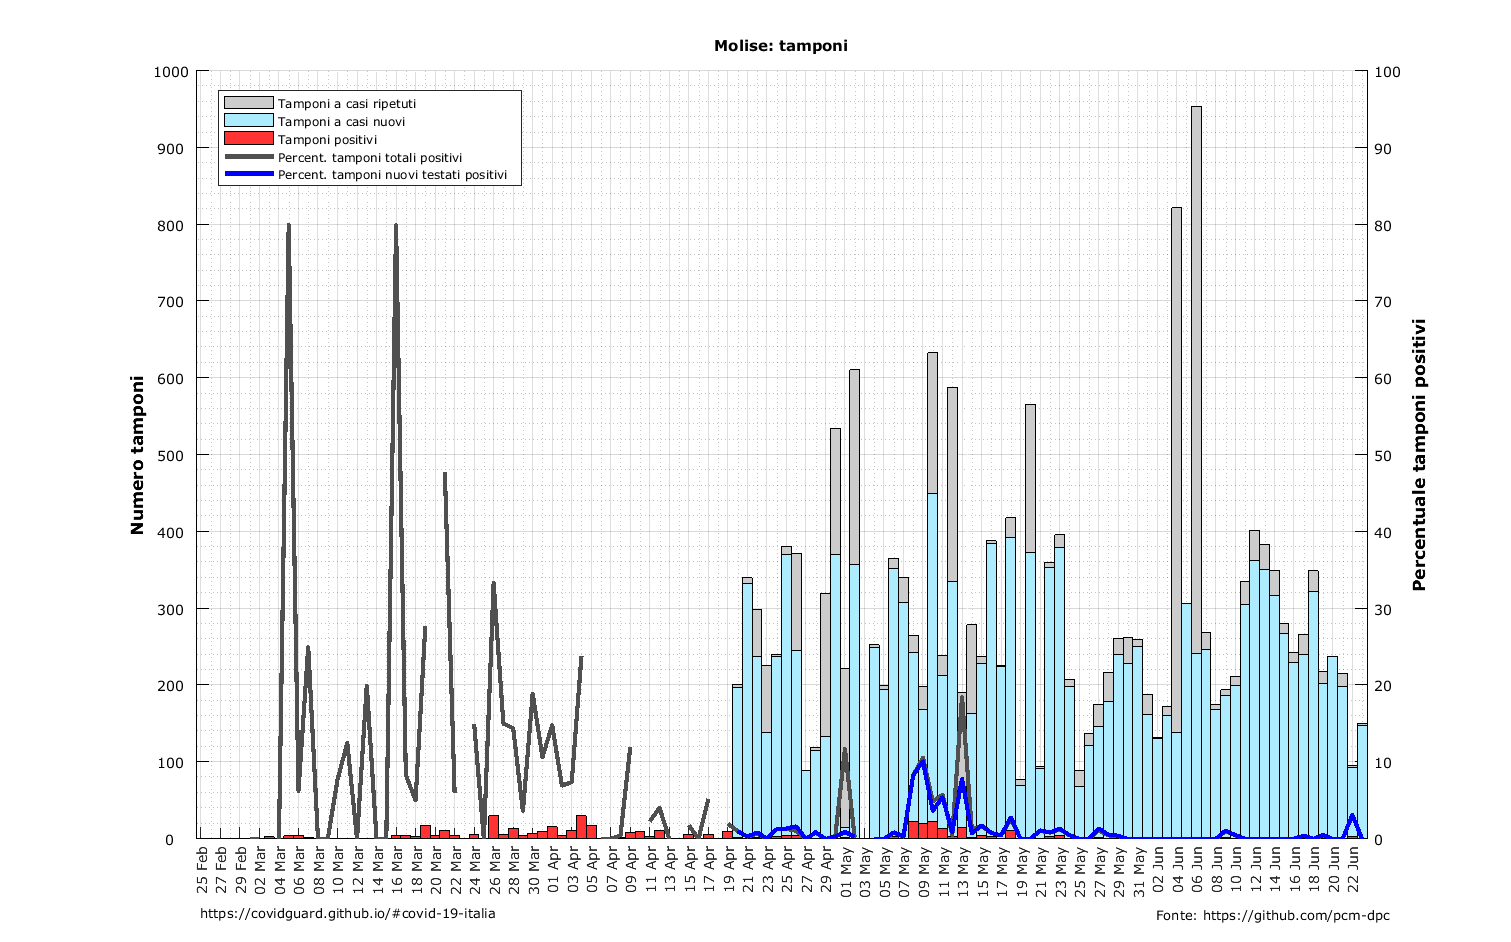 Molise: tamponi
Tamponi a casi ripetuti
Tamponi a casi nuovi
Tamponi positivi
Percent. tamponi totali positivi
Percent. tamponi nuovi testati positivi
Numero tamponi
1000
900
800
700
600
500
400
300
200
100
0
100
90
80
70
60
50
40
30
20
10
0
Percentuale tamponi positivi
25 Feb
27 Feb
29 Feb
02 Mar
04 Mar
06 Mar
08 Mar
10 Mar
12 Mar
14 Mar
16 Mar
18 Mar
20 Mar
22 Mar
24 Mar
26 Mar
28 Mar
30 Mar
01 Apr
03 Apr
05 Apr
07 Apr
09 Apr
11 Apr
13 Apr
15 Apr
17 Apr
19 Apr
21 Apr
23 Apr
25 Apr
27 Apr
29 Apr
01 May
03 May
05 May
07 May
09 May
11 May
13 May
15 May
17 May
19 May
21 May
23 May
25 May
27 May
29 May
31 May
02 Jun
04 Jun
06 Jun
08 Jun
10 Jun
12 Jun
14 Jun
16 Jun
18 Jun
20 Jun
22 Jun
https://covidguard.github.io/#covid-19-italia
Fonte: https://github.com/pcm-dpc